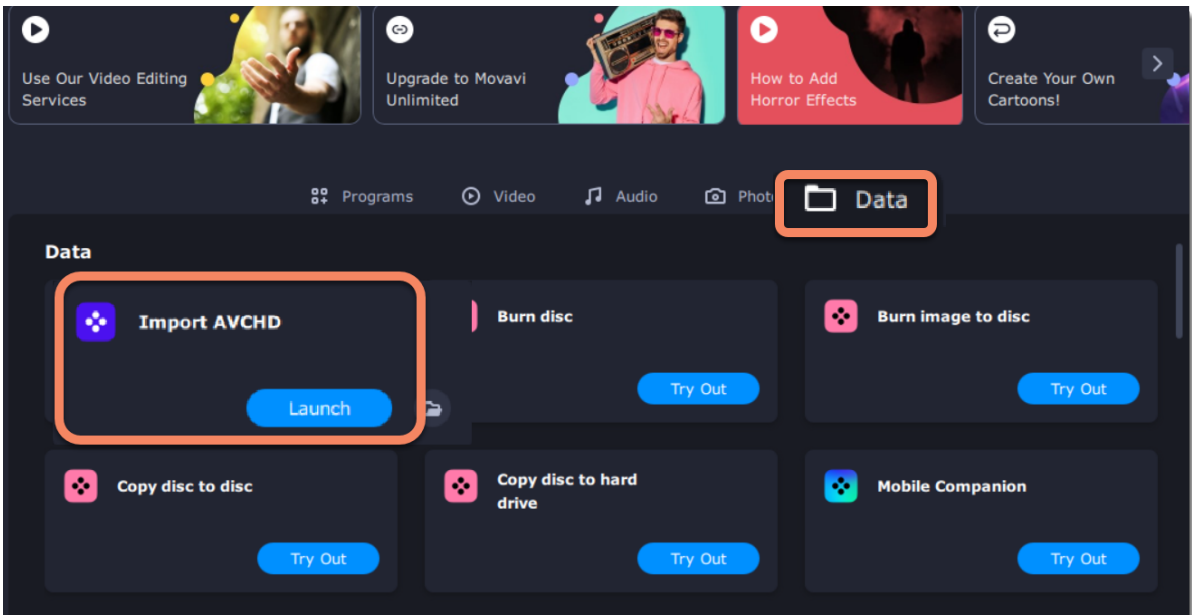 Use Our Video Editing
Services
Upgrade to Movavi
Unlimited
How to Add
Horror Effects
Create Your Own
Cartoons!
Programs
Video
Audio
Phot
Data
Data
Import AVCHD
Burn disc
Burn image to disc
Launch
Try Out
Try Out
Copy disc to disc
Copy disc to hard
drive
Mobile Companion
Try Out
Try Out
Try Out